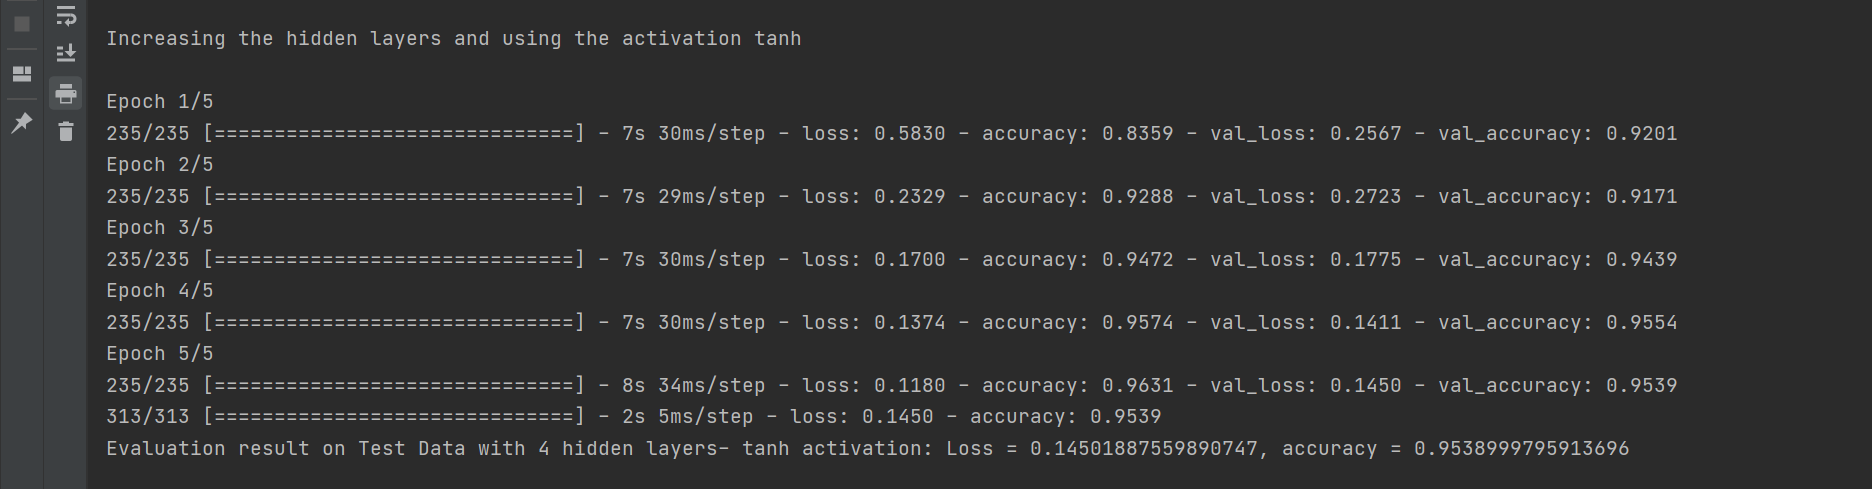 Increasing the hidden layers and using the activation tanh
Epoch 1/5
235/235 [==============================] - 7s 30ms/step - loss: 0.5830 - accuracy: 0.8359 - val_loss: 0.2567 - val_accuracy: 0.9201
Epoch 2/5
235/235 [==============================] - 7s 29ms/step - loss: 0.2329 - accuracy: 0.9288 - val_loss: 0.2723 - val_accuracy: 0.9171
Epoch 3/5
235/235 [==============================] - 7s 30ms/step - loss: 0.1700 - accuracy: 0.9472 - val_loss: 0.1775 - val_accuracy: 0.9439
Epoch 4/5
235/235 [==============================] - 7s 30ms/step - loss: 0.1374 - accuracy: 0.9574 - val_loss: 0.1411 - val_accuracy: 0.9554
Epoch 5/5
235/235 [==============================] - 8s 34ms/step - loss: 0.1180 - accuracy: 0.9631 - val_loss: 0.1450 - val_accuracy: 0.9539
313/313 [==============================] - 2s 5ms/step - loss: 0.1450 - accuracy: 0.9539
Evaluation result on Test Data with 4 hidden layers- tanh activation: Loss = 0.14501887559890747, accuracy = 0.9538999795913696